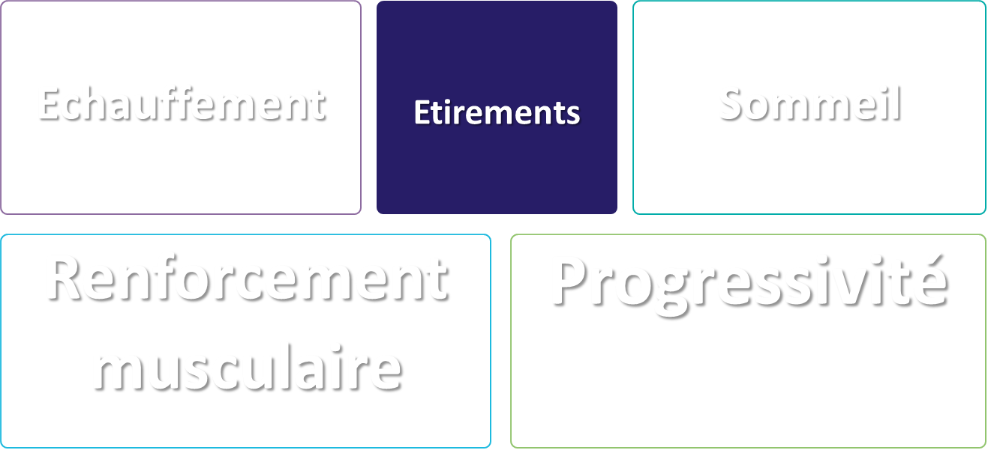 Echauffement
Etirements
Sommeil
Renforcement
musculaire
Progressivité